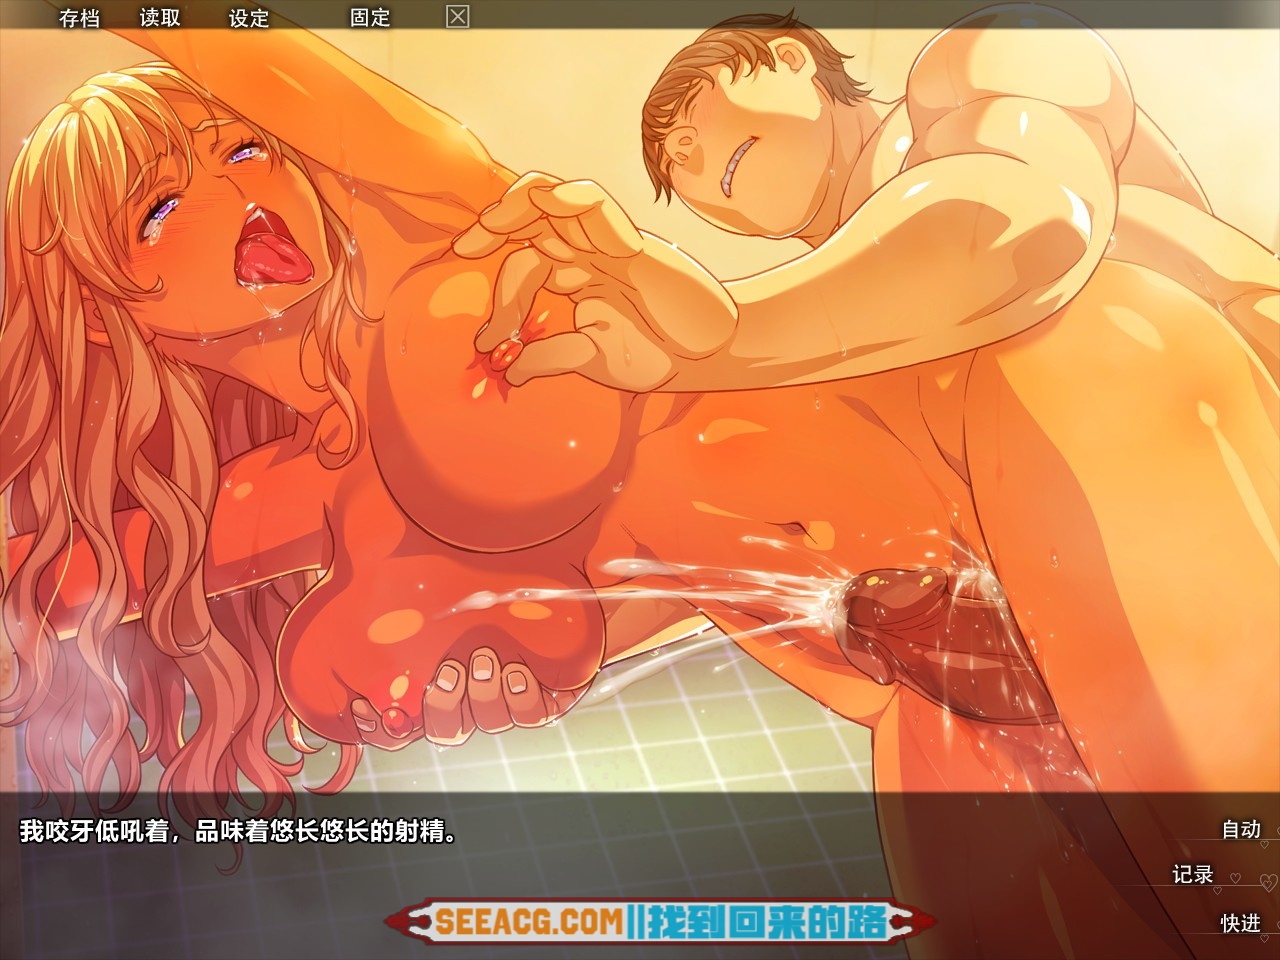 存档 读取 设定 固定
我咬牙低吼着，品味着悠长悠长的射精。
自动
记录
快进
SEEACG.COM||找到回来的路